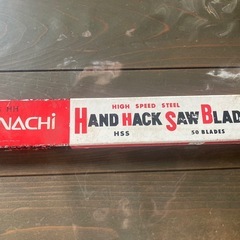 NACHi
HIGH SPEED STEEL
HAND HACK SAW BLAD
HSS
50 BLADES